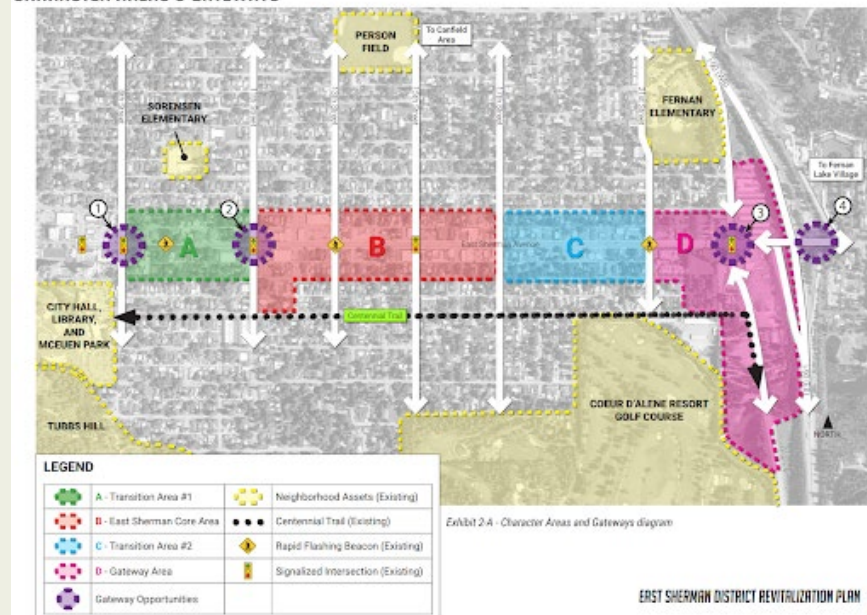 PERSON
FIELD
To Canfield
Area
SORENSEN
ELEMENTARY
FERNAN
ELEMENTARY
To Fernan
Lake Village
1
2
3
4
A
B
C
D
East Sherman Avenue
CITY HALL,
LIBRARY,
AND
MCEUEN PARK
Centennial Trail
TUBBS HILL
COEUR D'ALENE RESORT
GOLF COURSE
NORTH
LEGEND
A - Transition Area #1
Neighborhood Assets (Existing)
B - East Sherman Core Area
Centennial Trail (Existing)
C - Transition Area #2
Rapid Flashing Beacon (Existing)
D - Gateway Area
Signalized Intersection (Existing)
Gateway Opportunities
Exhibit 2-A - Character Areas and Gateways diagram
EAST SHERMAN DISTRICT REVITALIZATION PLAN